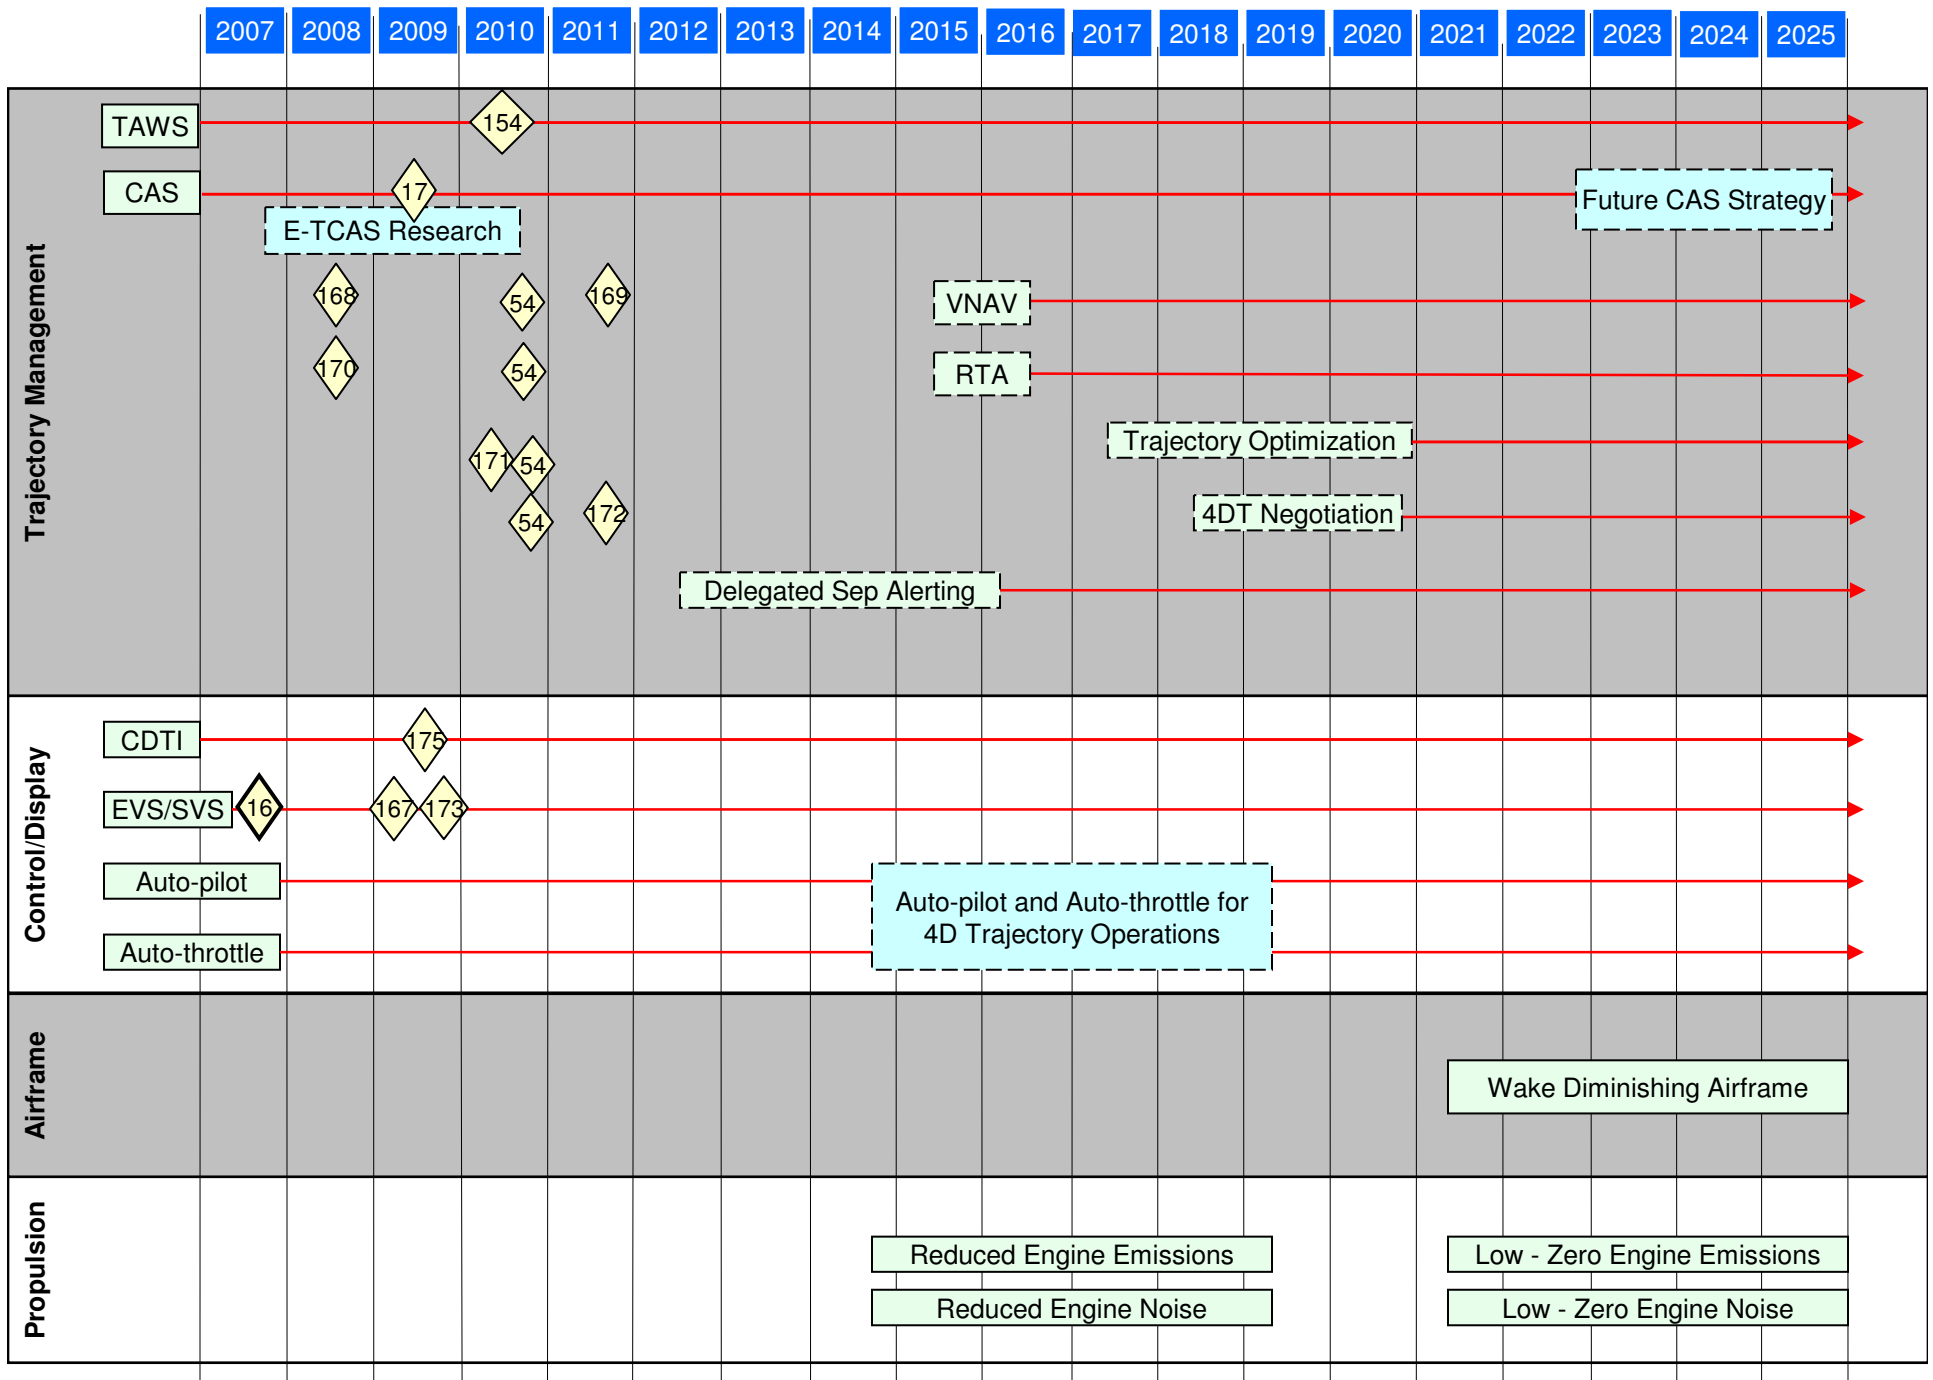 2007 2008 2009 2010 2011 2012 2013 2014 2015 2016 2017 2018 2019 2020 2021 2022 2023 2024 2025
Trajectory Management
TAWS 154
CAS 17 Future CAS Strategy
E-TCAS Research
168 54 169 VNAV
170 54 RTA
171 54 Trajectory Optimization
54 172 4DT Negotiation
Delegated Sep Alerting
Control/Display
CDTI 175
EVS/SVS 16 167 173
Auto-pilot
Auto-pilot and Auto-throttle for
4D Trajectory Operations
Auto-throttle
Airframe
Wake Diminishing Airframe
Propulsion
Reduced Engine Emissions Low - Zero Engine Emissions
Reduced Engine Noise Low - Zero Engine Noise